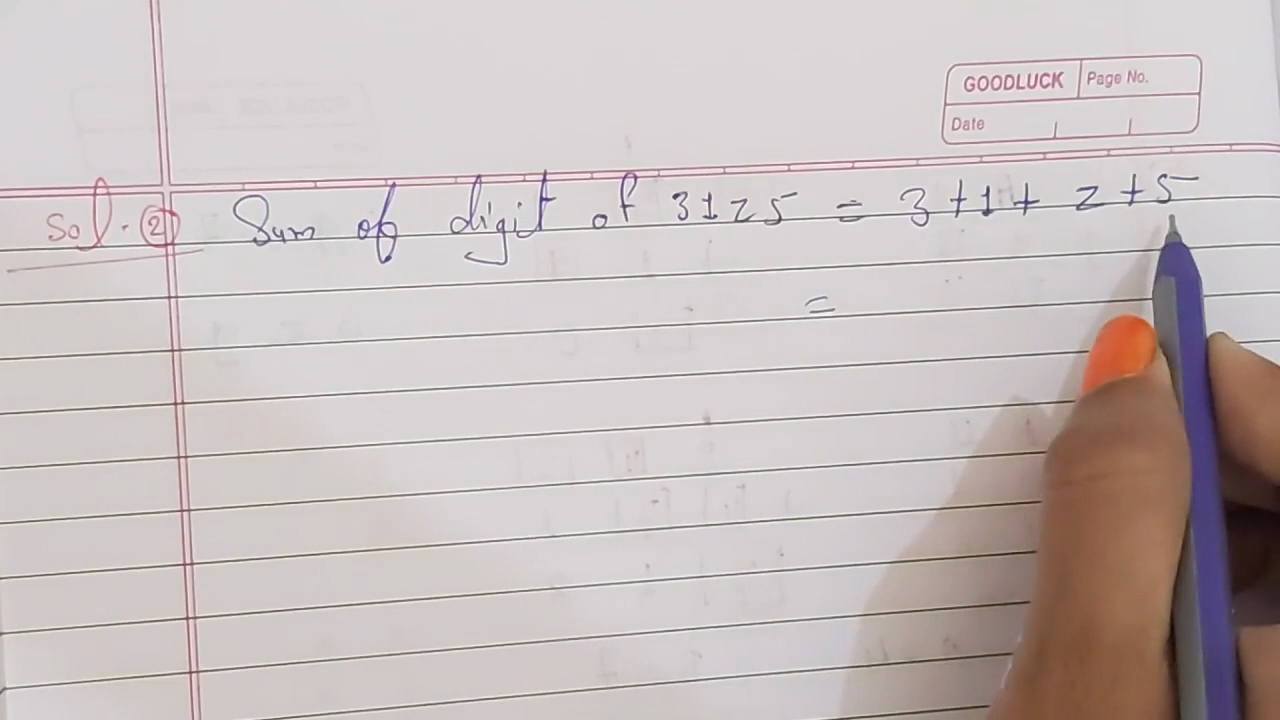 GOODLUCK Page No.
Date
Sol. 2 Sum of digit of 3125 = 3+1+2+5
=